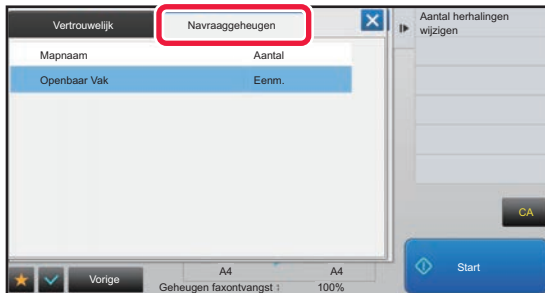 Vertrouwelijk
Navraaggeheugen
Aantal herhalingen
wijzigen
Mapnaam Aantal
Openbaar Vak Eenm.
CA
Start
Vorige
A4 A4
Geheugen faxontvangst : 100%